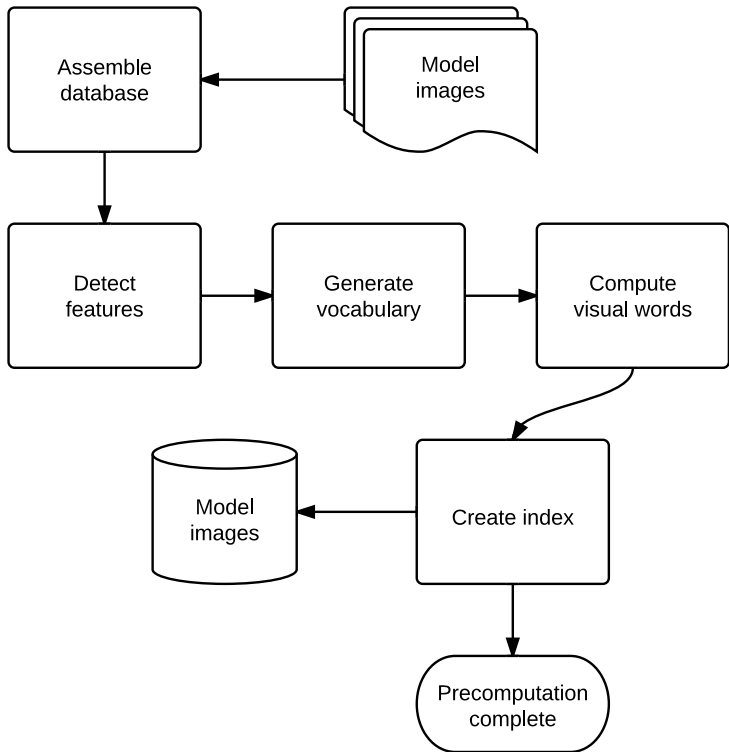 Assemble
database
Model
images
Detect
features
Generate
vocabulary
Compute
visual words
Model
images
Create index
Precomputation
complete